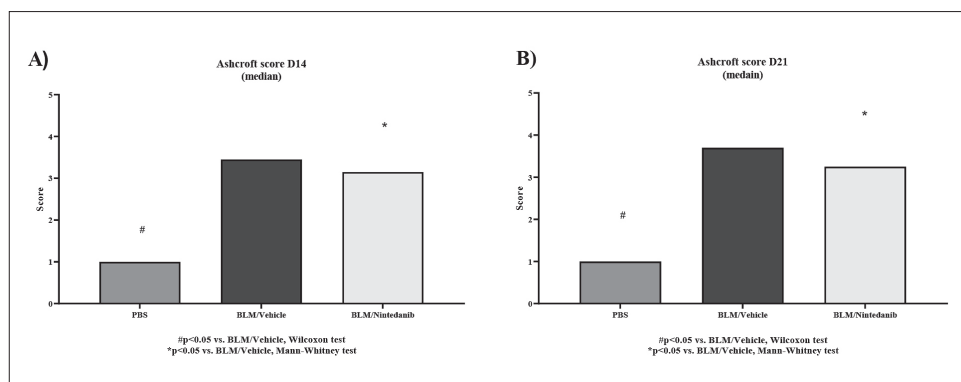 A)
Ashcroft score D14
(median)
5
4
3
2
1
0
Score
#
*
PBS
BLM/Vehicle
BLM/Nintedanib
#p<0.05 vs. BLM/Vehicle, Wilcoxon test
*p<0.05 vs. BLM/Vehicle, Mann-Whitney test
B)
Ashcroft score D21
(medain)
5
4
3
2
1
0
Score
#
*
PBS
BLM/Vehicle
BLM/Nintedanib
#p<0.05 vs. BLM/Vehicle, Wilcoxon test
*p<0.05 vs. BLM/Vehicle, Mann-Whitney test